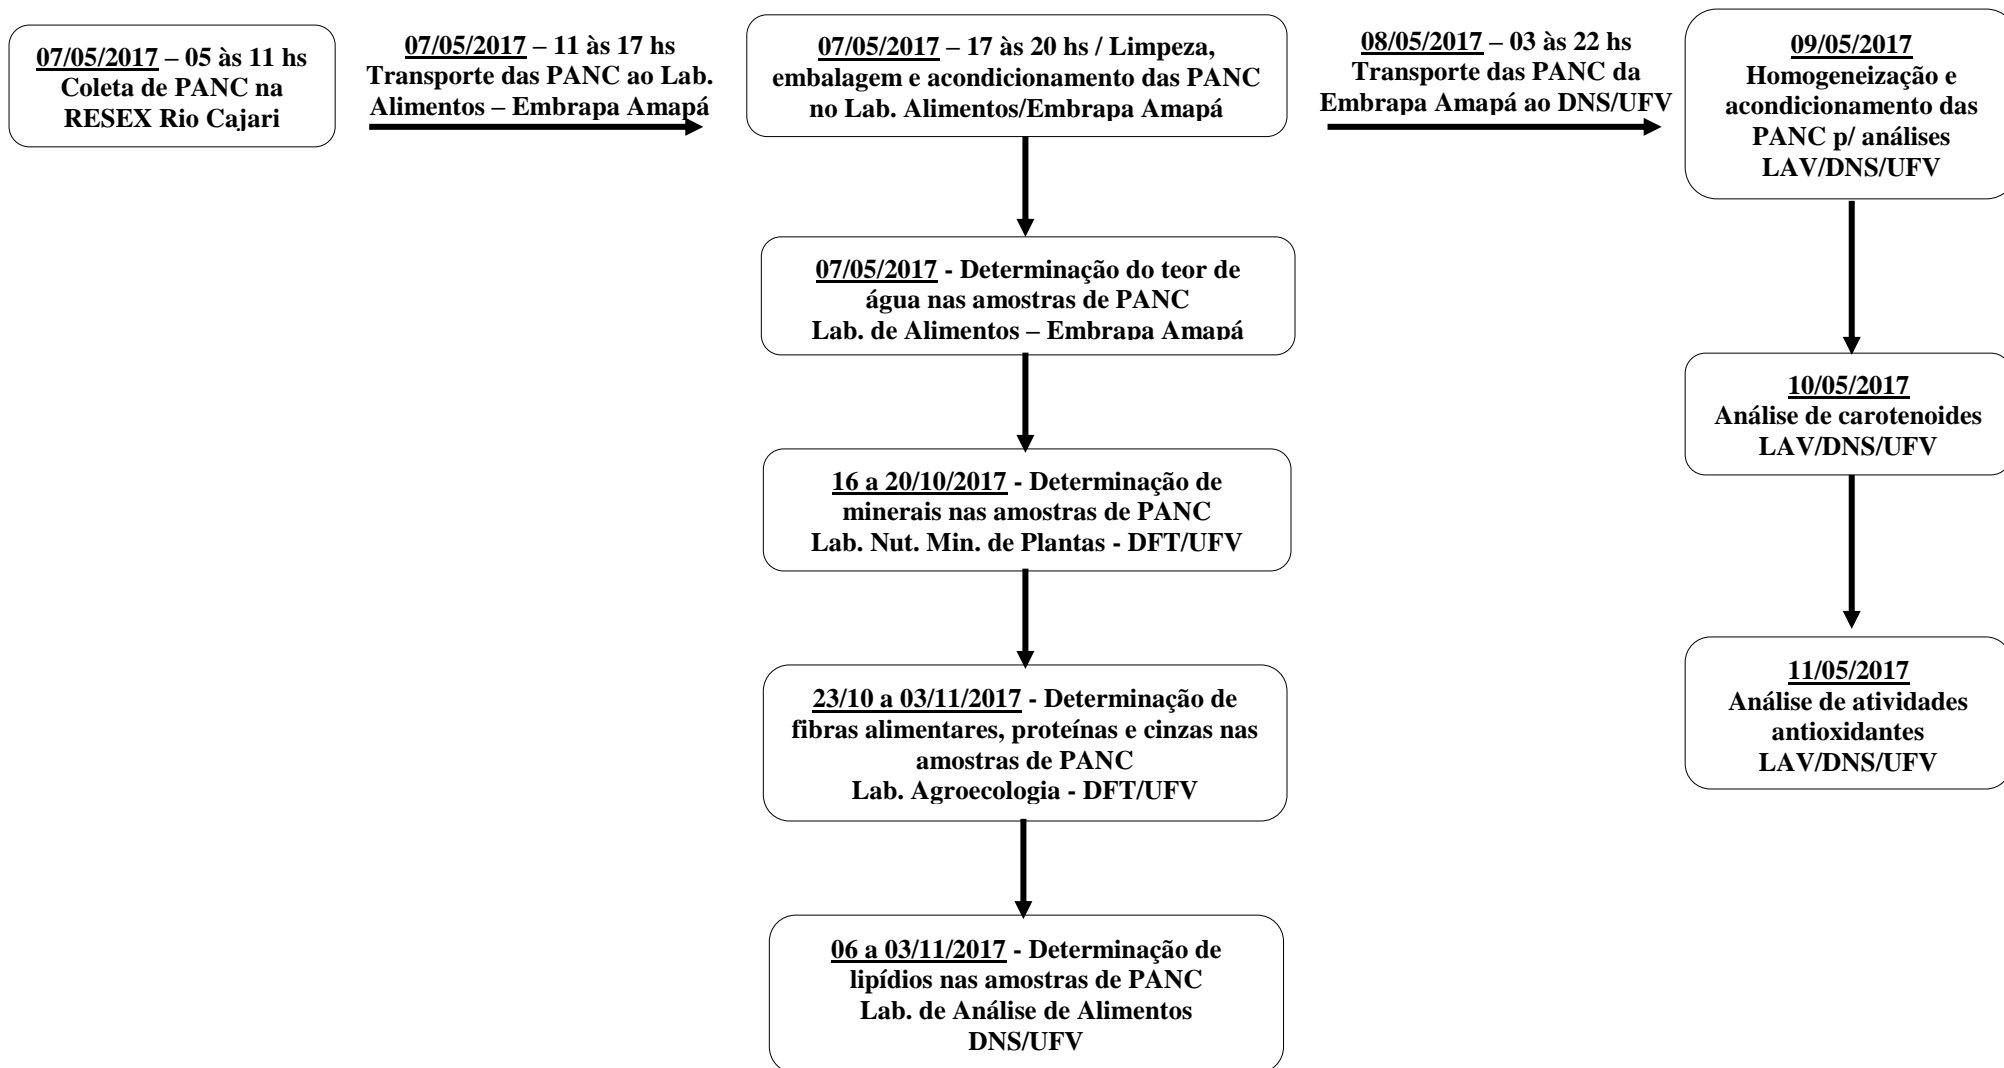 07/05/2017 – 05 às 11 hs
Coleta de PANC na
RESEX Rio Cajari
07/05/2017 – 11 às 17 hs
Transporte das PANC ao Lab.
Alimentos – Embrapa Amapá
07/05/2017 – 17 às 20 hs / Limpeza,
embalagem e acondicionamento das PANC
no Lab. Alimentos/Embrapa Amapá
08/05/2017 – 03 às 22 hs
Transporte das PANC da
Embrapa Amapá ao DNS/UFV
09/05/2017
Homogeneização e
acondicionamento das
PANC p/ análises
LAV/DNS/UFV
07/05/2017 - Determinação do teor de
água nas amostras de PANC
Lab. de Alimentos – Embrapa Amapá
10/05/2017
Análise de carotenoides
LAV/DNS/UFV
16 a 20/10/2017 - Determinação de
minerais nas amostras de PANC
Lab. Nut. Min. de Plantas - DFT/UFV
11/05/2017
Análise de atividades
antioxidantes
LAV/DNS/UFV
23/10 a 03/11/2017 - Determinação de
fibras alimentares, proteínas e cinzas nas
amostras de PANC
Lab. Agroecologia - DFT/UFV
06 a 03/11/2017 - Determinação de
lipídios nas amostras de PANC
Lab. de Análise de Alimentos
DNS/UFV